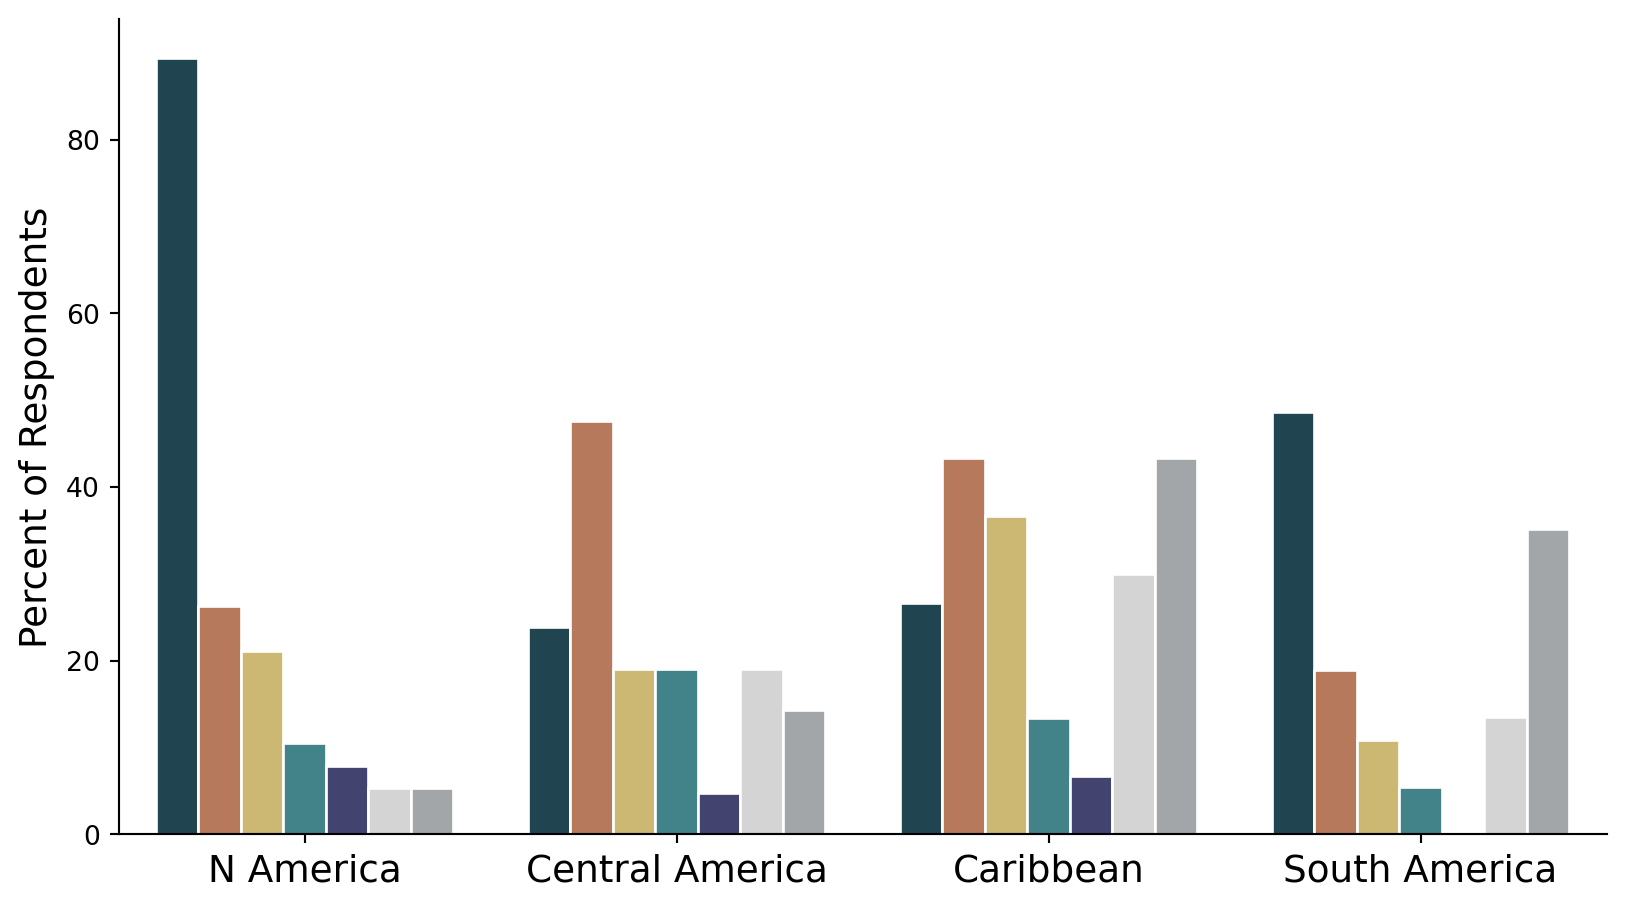 Percent of Respondents
80
60
40
20
0
N America
Central America
Caribbean
South America